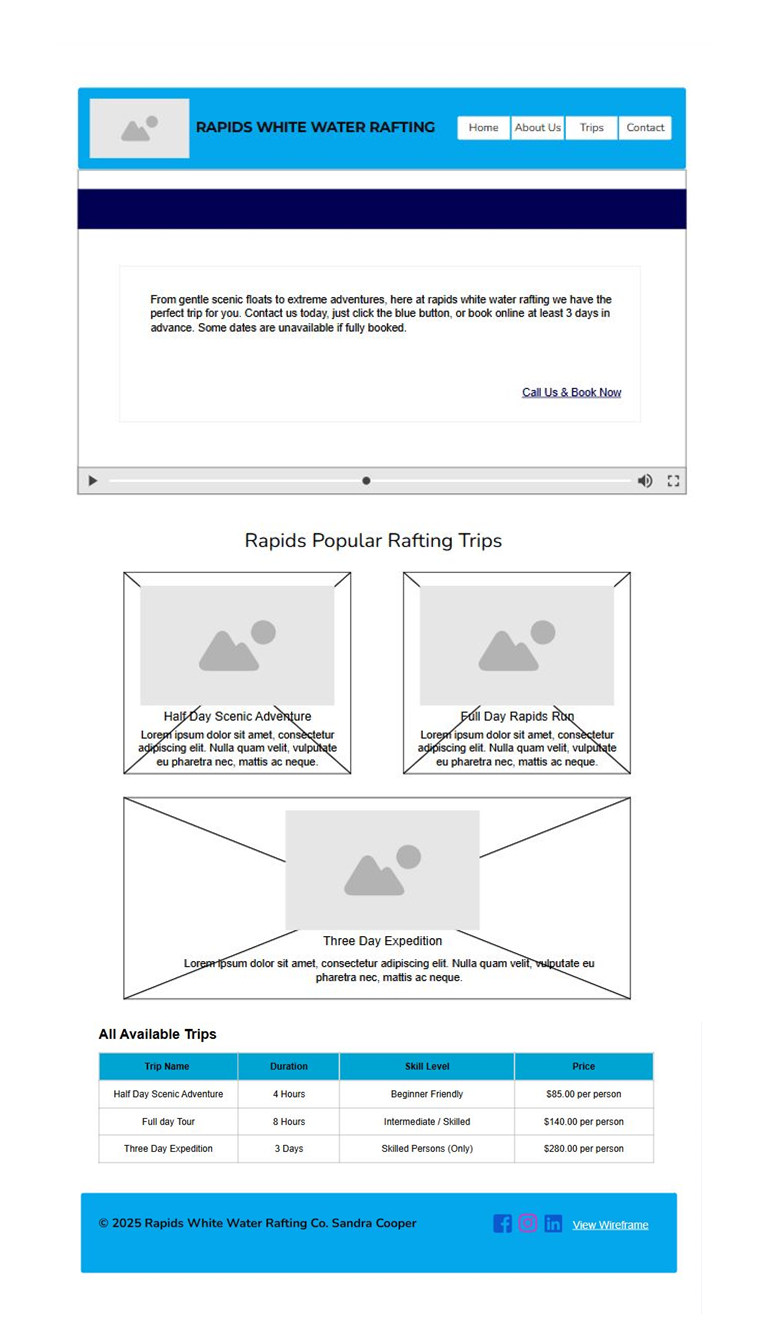 RAPIDS WHITE WATER RAFTING
Home
About Us
Trips
Contact
From gentle scenic floats to extreme adventures, here at rapids white water rafting we have the
perfect trip for you. Contact us today, just click the blue button, or book online at least 3 days in
advance. Some dates are unavailable if fully booked.
Call Us & Book Now
Rapids Popular Rafting Trips
Half Day Scenic Adventure
Lorem ipsum dolor sit amet, consectetur
adipiscing elit. Nulla quam velit, vulputate
eu pharetra nec, mattis ac neque.
Full Day Rapids Run
Lorem ipsum dolor sit amet, consectetur
adipiscing elit. Nulla quam velit, vulputate
eu pharetra nec, mattis ac neque.
Three Day Expedition
Lorem ipsum dolor sit amet, consectetur adipiscing elit. Nulla quam velit, vulputate eu
pharetra nec, mattis ac neque.
All Available Trips
Trip Name Duration Skill Level Price
Half Day Scenic Adventure 4 Hours Beginner Friendly $85.00 per person
Full day Tour 8 Hours Intermediate / Skilled $140.00 per person
Three Day Expedition 3 Days Skilled Persons (Only) $280.00 per person
© 2025 Rapids White Water Rafting Co. Sandra Cooper
View Wireframe